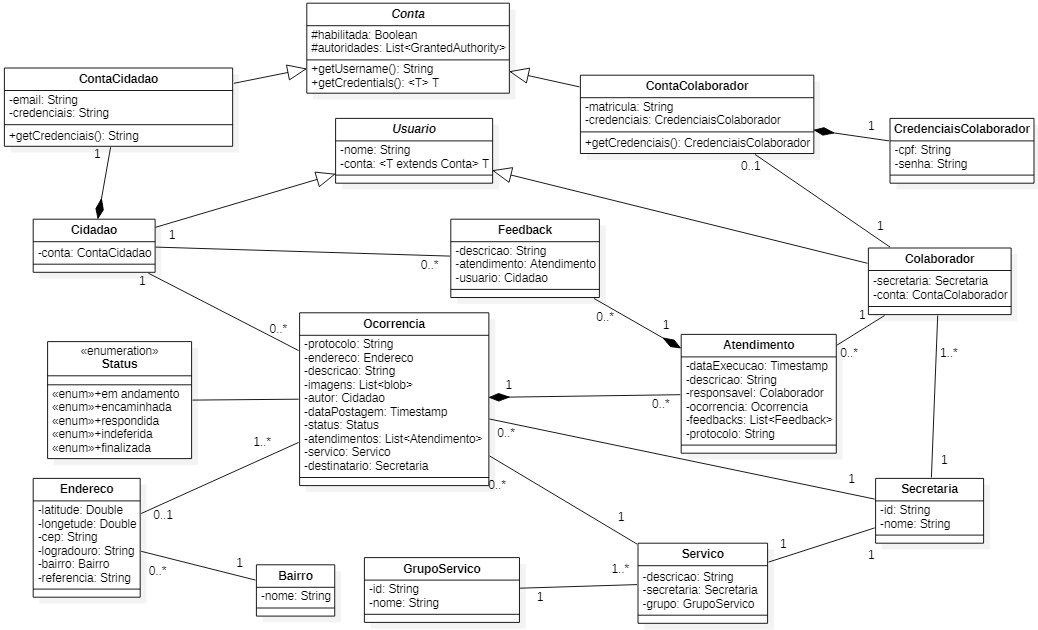 Conta
#habilitada: Boolean
#autoridades: List<GrantedAuthority>
+getUsername(): String
+getCredentials(): <T> T
ContaCidadao
-email: String
-credenciais: String
+getCredenciais(): String
1
ContaColaborador
-matricula: String
-credenciais: CredenciaisColaborador
+getCredenciais(): CredenciaisColaborador
0..1
1
CredenciaisColaborador
-cpf: String
-senha: String
Usuario
-nome: String
-conta: <T extends Conta> T
Cidadao
-conta: ContaCidadao
1
1
Feedback
-descricao: String
-atendimento: Atendimento
-usuario: Cidadao
0..*
0..*
1
Colaborador
-secretaria: Secretaria
-conta: ContaColaborador
1
1
1..*
Ocorrencia
-protocolo: String
-endereco: Endereco
-descricao: String
-imagens: List<blob>
-autor: Cidadao
-dataPostagem: Timestamp
-status: Status
-atendimentos: List<Atendimento>
-servico: Servico
-destinatario: Secretaria
0..*
1
0..*
0..*
1..*
Atendimento
-dataExecucao: Timestamp
-descricao: String
-responsavel: Colaborador
-ocorrencia: Ocorrencia
-feedbacks: List<Feedback>
-protocolo: String
0..*
0..*
«enumeration»
Status
«enum»+em andamento
«enum»+encaminhada
«enum»+respondida
«enum»+indeferida
«enum»+finalizada
Endereco
-latitude: Double
-longetude: Double
-cep: String
-logradouro: String
-bairro: Bairro
-referencia: String
0..1
0..*
1
Bairro
-nome: String
GrupoServico
-id: String
-nome: String
1
1..*
1
Servico
-descricao: String
-secretaria: Secretaria
-grupo: GrupoServico
1
1
Secretaria
-id: String
-nome: String
1
1